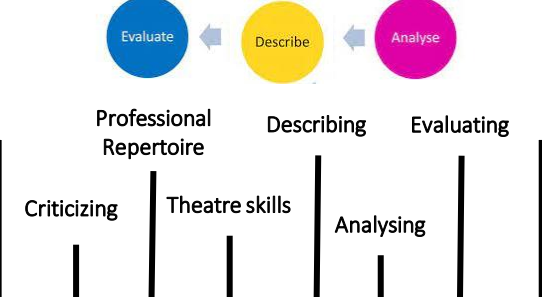 Evaluate
Describe
Analyse
Professional
Repertoire
Describing
Evaluating
Criticizing
Theatre skills
Analysing